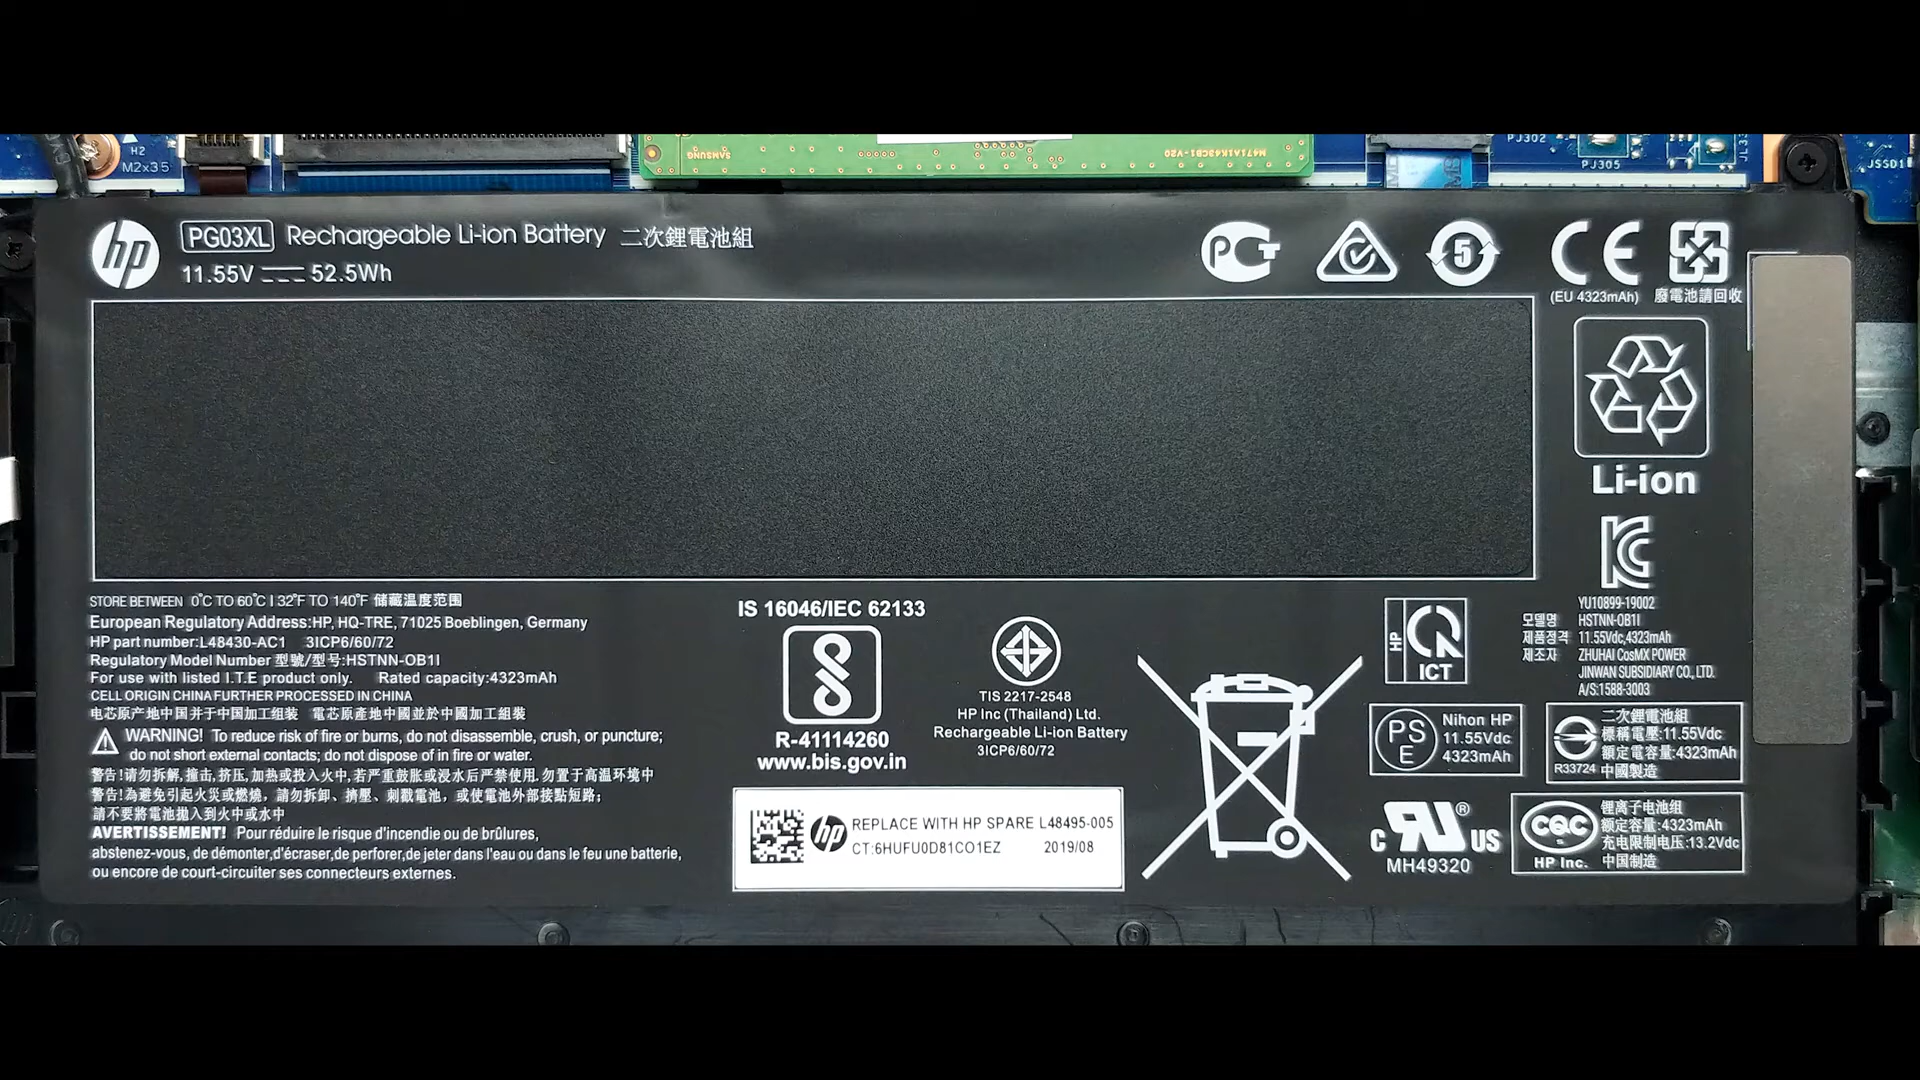 H2
M2x35
SAMSUNG
M471A1K43CB1-V20
PJ302
PJ305
JSSD1
hp
PG03XL Rechargeable Li-ion Battery 二次鋰電池組
11.55V 52.5Wh
5
CE
(EU 4323mAh) 廢電池請回收
Li-ion
STORE BETWEEN 0°C TO 60°C I 32°F TO 140°F 储藏温度范围
European Regulatory Address:HP, HQ-TRE, 71025 Boeblingen, Germany
HP part number:L48430-AC1 3ICP6/60/72
Regulatory Model Number 型號/型号:HSTNN-OB1I
For use with listed I.T.E product only. Rated capacity:4323mAh
CELL ORIGIN CHINA FURTHER PROCESSED IN CHINA
电芯原产地中国并于中国加工组装 電芯原產地中國並於中國加工組裝
WARNING! To reduce risk of fire or burns, do not disassemble, crush, or puncture;
do not short external contacts; do not dispose of in fire or water.
警告!请勿拆解,撞击,挤压,加热或投入火中,若严重鼓胀或浸水后严禁使用.勿置于高温环境中
警告!為避免引起火災或燃燒，請勿拆卸、擠壓、刺戳電池，或使電池外部接點短路；
請不要將電池拋入到火中或水中
AVERTISSEMENT! Pour réduire le risque d'incendie ou de brûlures,
abstenez-vous, de démonter,d'écraser,de perforer,de jeter dans l'eau ou dans le feu une batterie,
ou encore de court-circuiter ses connecteurs externes.
IS 16046/IEC 62133
R-41114260
www.bis.gov.in
TIS 2217-2548
HP Inc (Thailand) Ltd.
Rechargeable Li-ion Battery
3ICP6/60/72
hp REPLACE WITH HP SPARE L48495-005
CT:6HUFU0D81CO1EZ 2019/08
HP
ICT
YU10899-19002
모델명 HSTNN-OB1I
제품정격 11.55Vdc,4323mAh
제조자 ZHUHAI CosMX POWER
JINWAN SUBSIDIARY CO., LTD.
A/S:1588-3003
PS
E
Nihon HP
11.55Vdc
4323mAh
R33724
二次鋰電池組
標稱電壓:11.55Vdc
額定電容量:4323mAh
中國製造
c RU ® US
MH49320
CQC
HP Inc.
锂离子电池组
额定容量:4323mAh
充电限制电压:13.2Vdc
中国制造